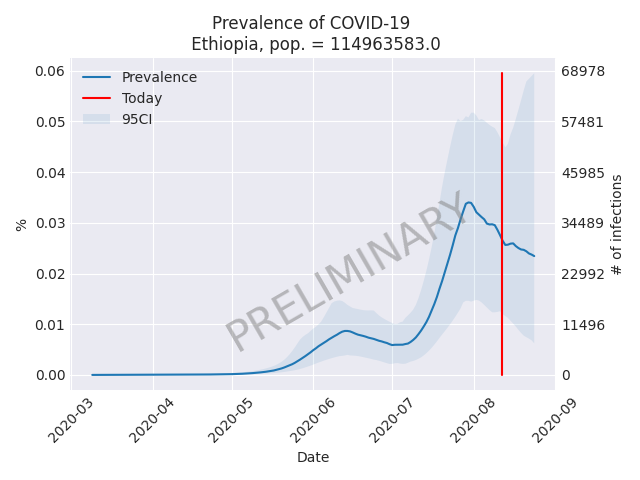 Prevalence of COVID-19
Ethiopia, pop. = 114963583.0
Prevalence
Today
95CI
0.06
0.05
0.04
0.03
0.02
0.01
0.00
%
68978
57481
45985
34489
22992
11496
0
# of infections
PRELIMINARY
2020-03
2020-04
2020-05
2020-06
2020-07
2020-08
2020-09
Date